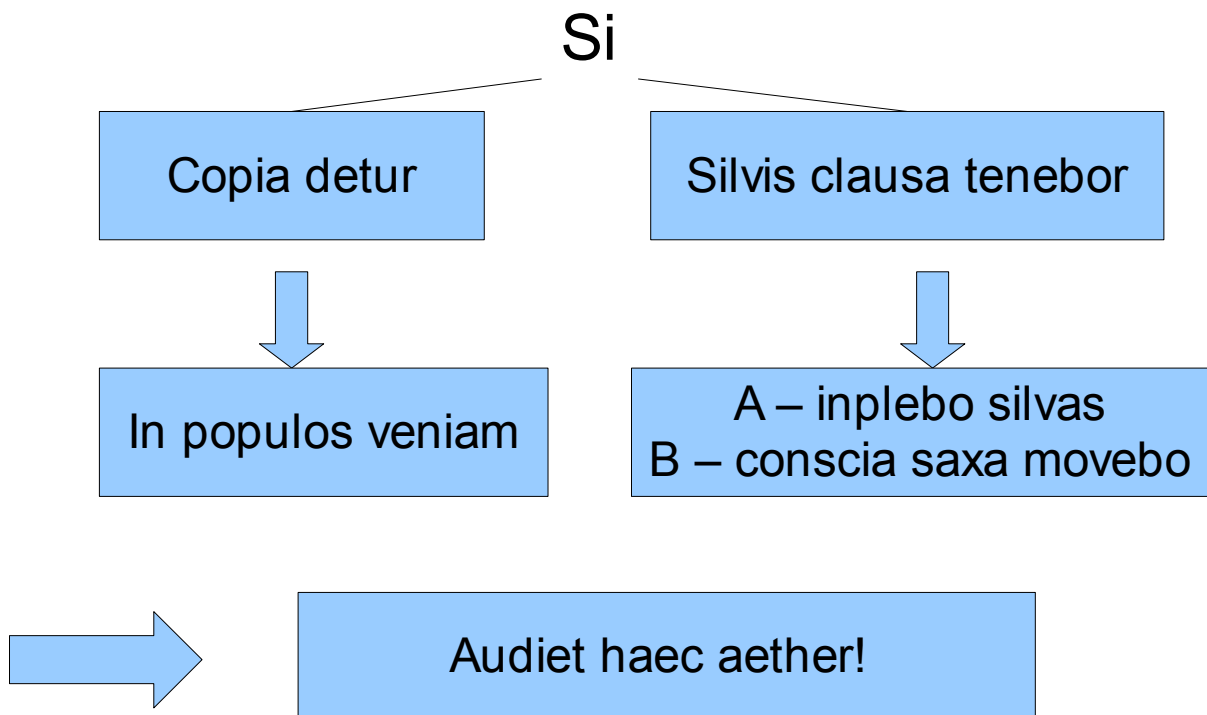 Si
Copia detur
Silvis clausa tenebor
In populos veniam
A – inplebo silvas
B – conscia saxa movebo
Audiet haec aether!